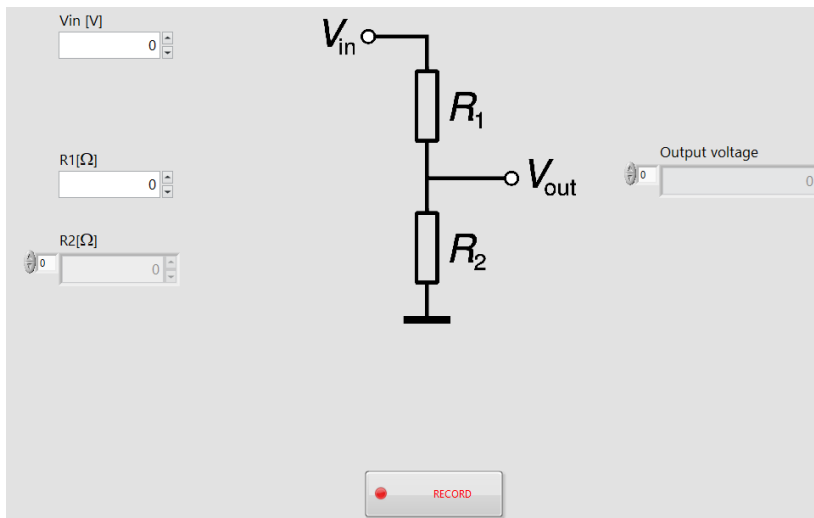 Vin [V]
0
Vin
R1
R1[Ω]
0
Output voltage
0
0
Vout
R2[Ω]
0
0
R2
RECORD